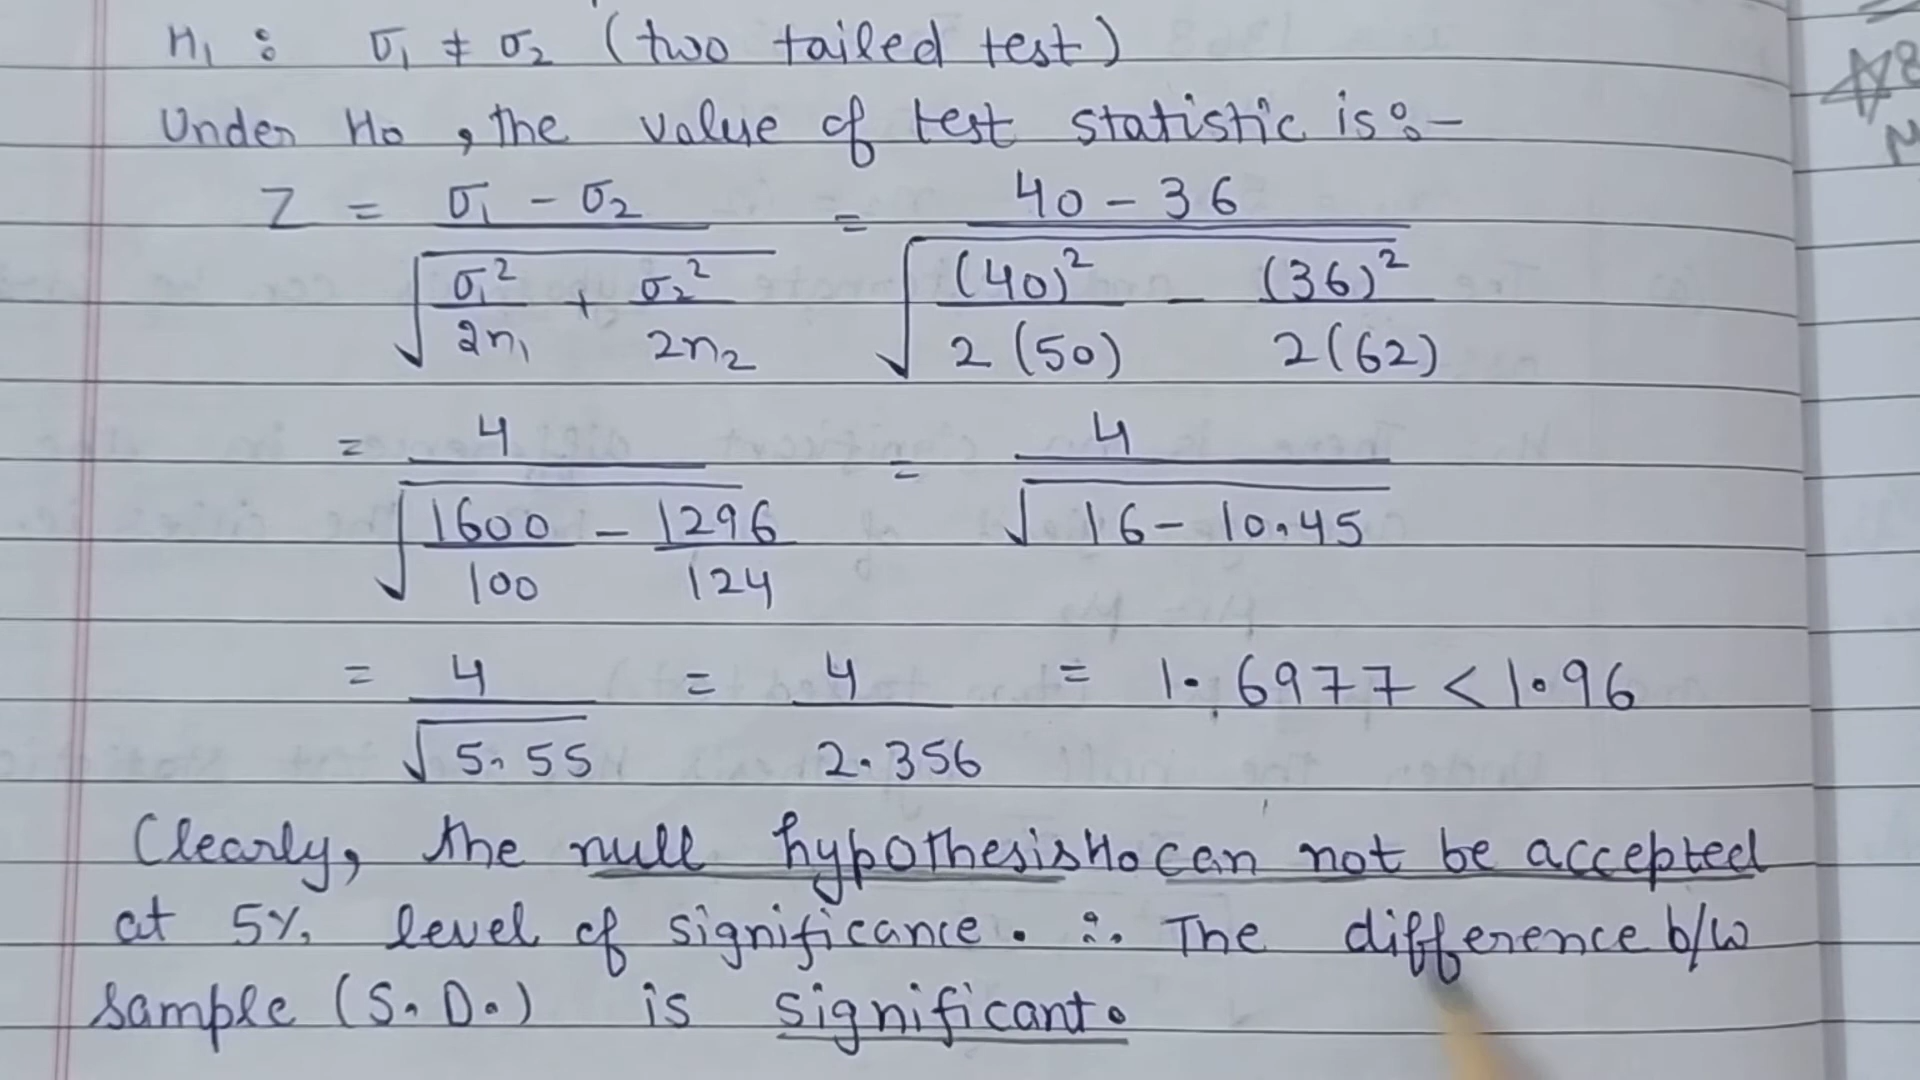 H₁ : σ₁ ≠ σ₂ (two tailed test)
Under Ho, the value of test statistic is :-
Z = (σ₁ - σ₂) / √(σ₁²/2n₁ + σ₂²/2n₂) = (40 - 36) / √((40)²/2(50) - (36)²/2(62))
= 4 / √(1600/100 - 1296/124) = 4 / √(16 - 10.45)
= 4 / √5.55 = 4 / 2.356 = 1.6977 < 1.96
Clearly, the null hypothesis Ho can not be accepted
at 5% level of significance. ∴ The difference b/w
sample (S.D.) is significant.